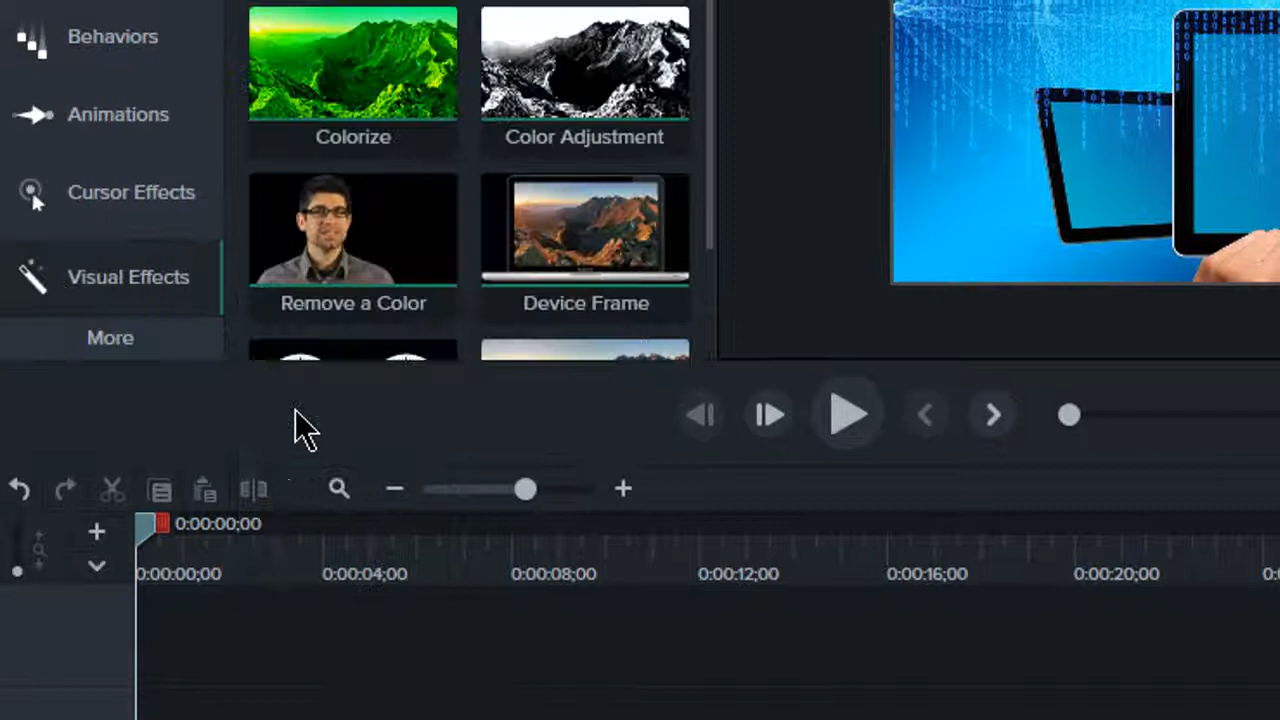 Behaviors
Animations
Cursor Effects
Visual Effects
More
Colorize
Color Adjustment
Remove a Color
Device Frame
0:00:00;00
0:00:00;00 0:00:04;00 0:00:08;00 0:00:12;00 0:00:16;00 0:00:20;00 0: